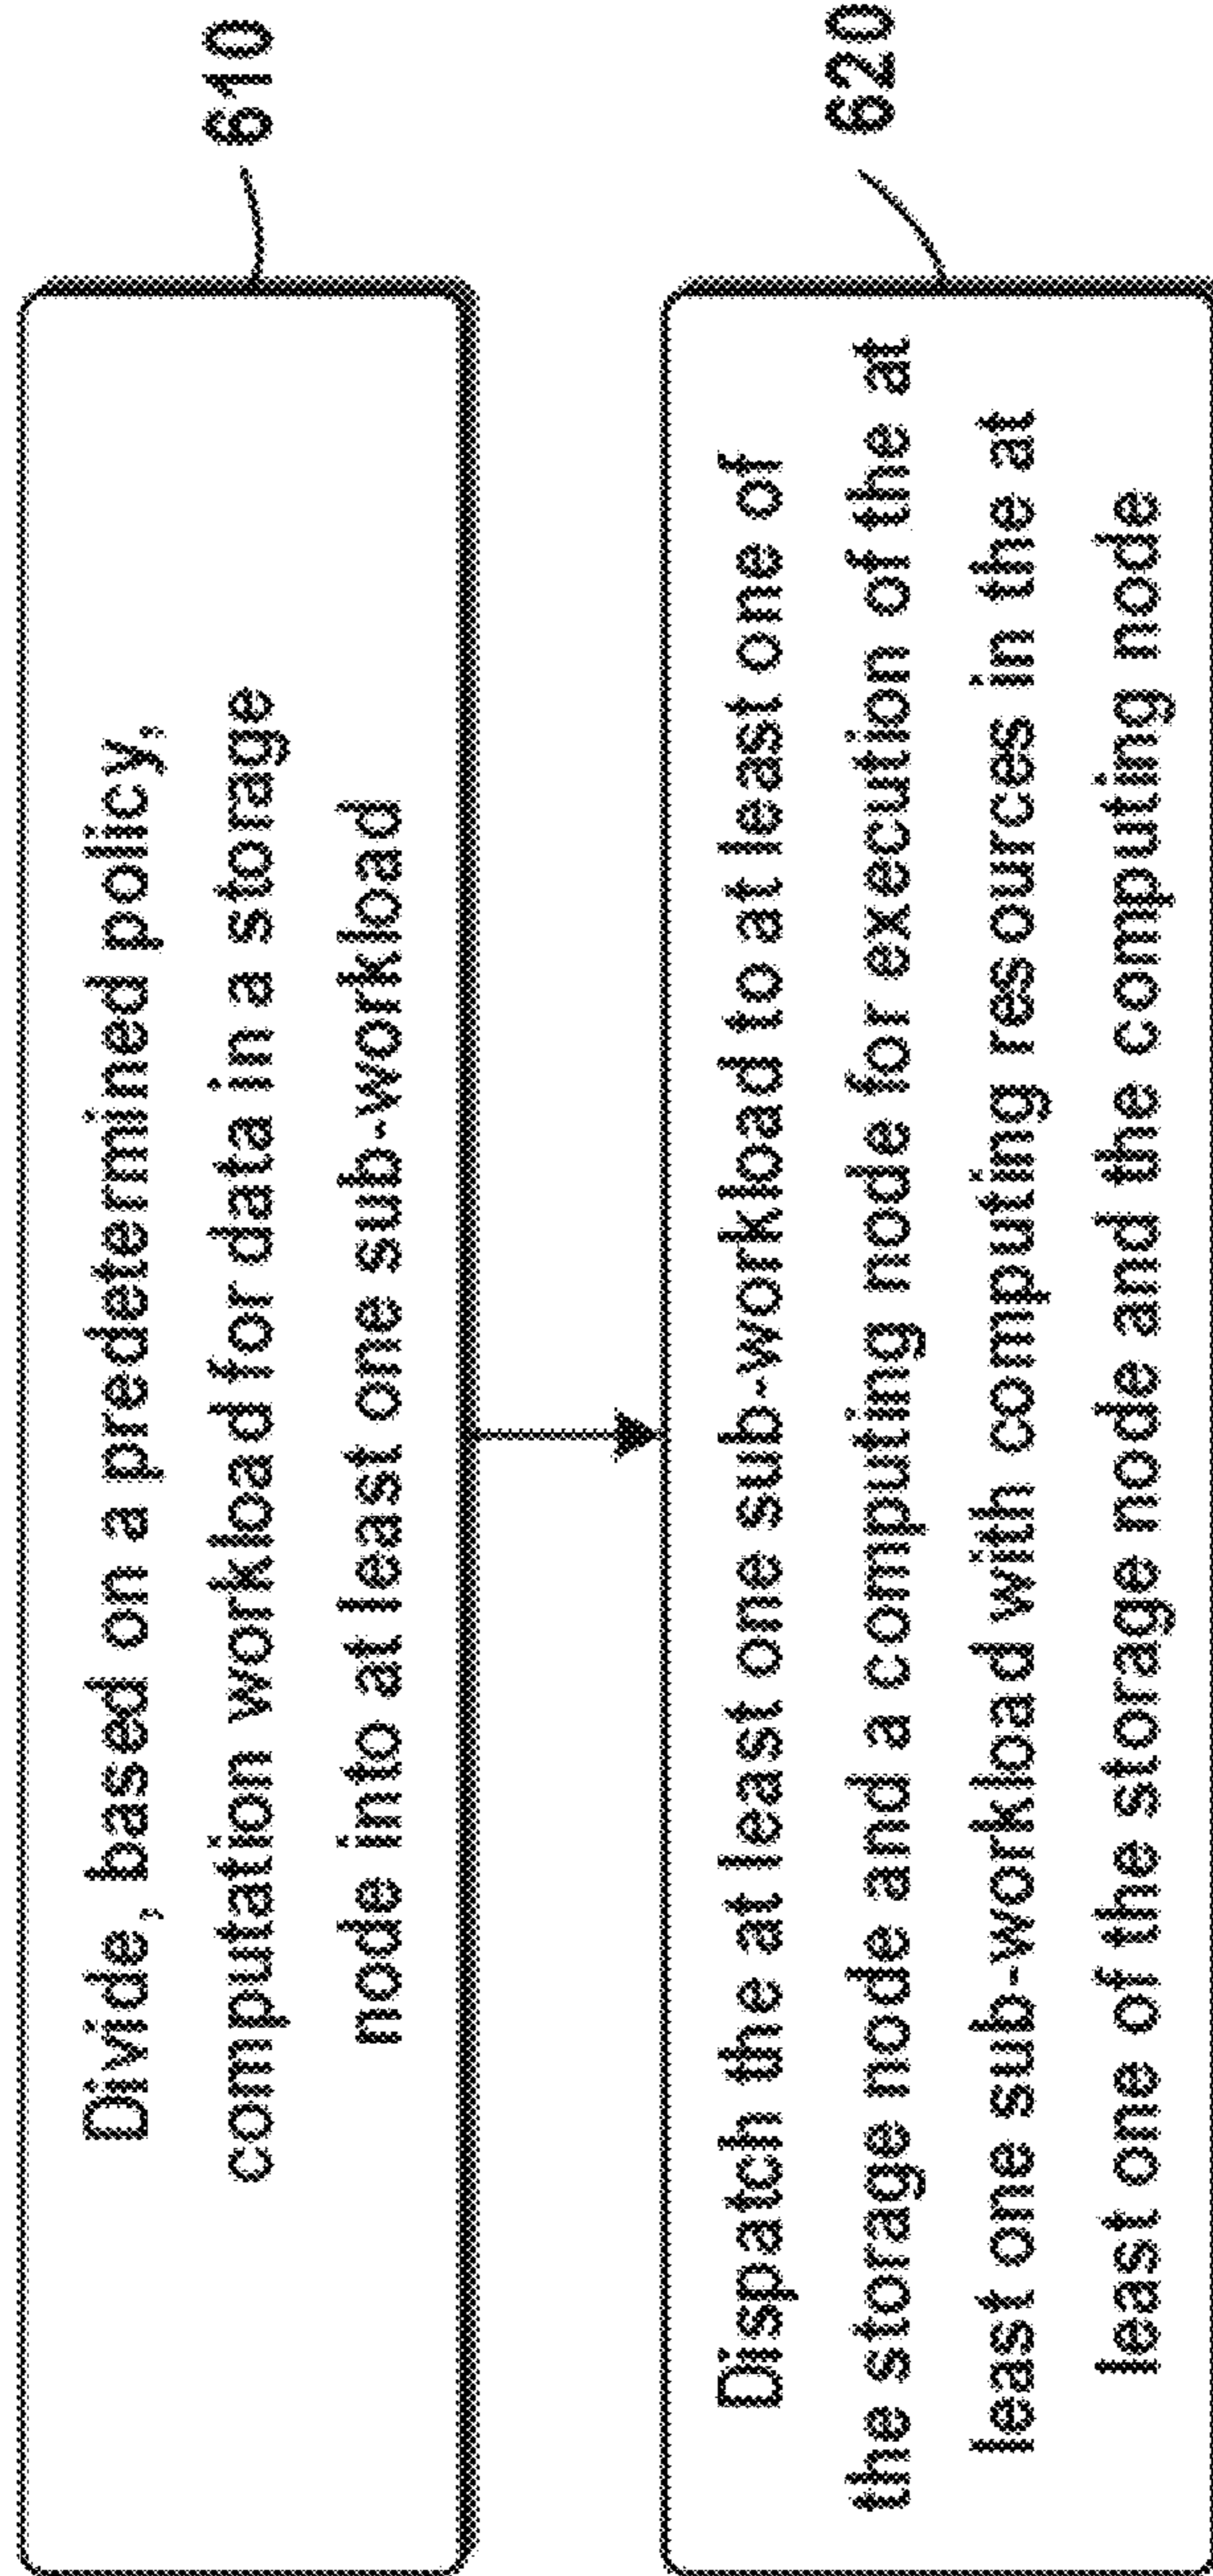 Divide, based on a predetermined policy,
computation workload for data in a storage
node into at least one sub-workload
610
Dispatch the at least one sub-workload to at least one of
the storage node and a computing node for execution of the at
least one sub-workload with computing resources in the at
least one of the storage node and the computing node
620